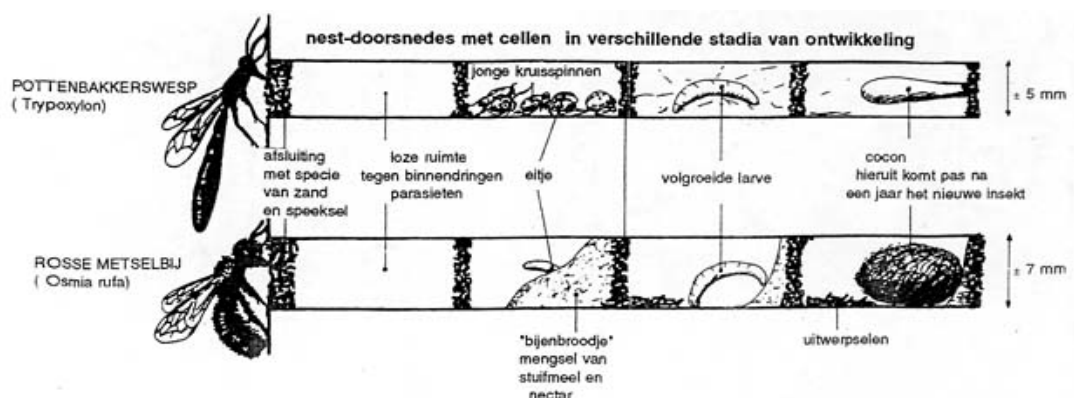 nest-doorsnedes met cellen in verschillende stadia van ontwikkeling
POTTENBAKKERSWESP
( Trypoxylon)
jonge kruisspinnen
± 5 mm
afsluiting
met specie
van zand
en speeksel
loze ruimte
tegen binnendringen
parasieten
eitje
volgroeide larve
cocon
hieruit komt pas na
een jaar het nieuwe insekt
ROSSE METSELBIJ
( Osmia rufa)
± 7 mm
"bijenbroodje"
mengsel van
stuifmeel en
nectar
uitwerpselen